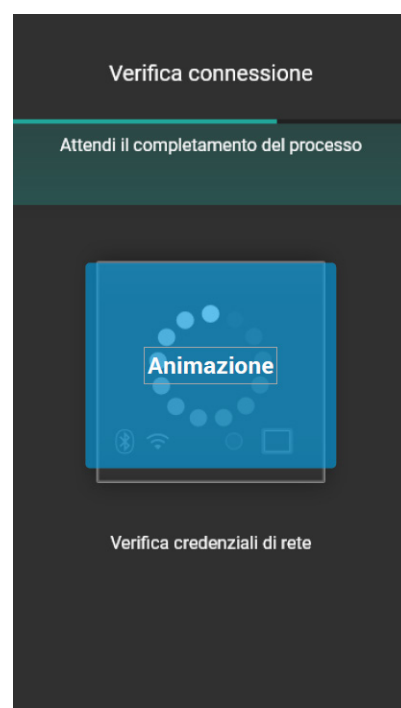 Verifica connessione
Attendi il completamento del processo
Animazione
Verifica credenziali di rete